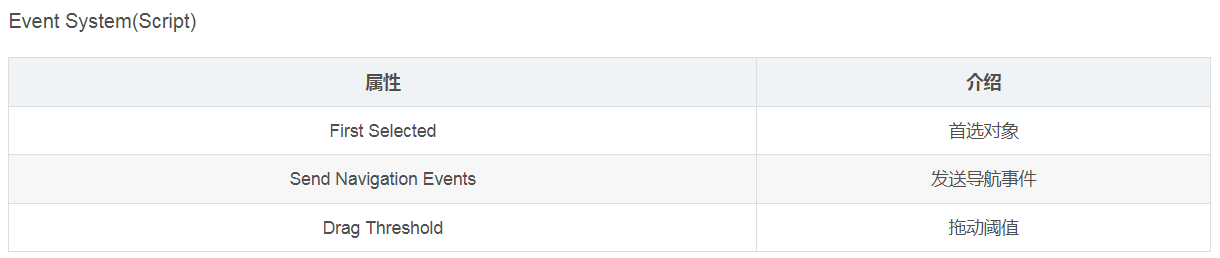 Event System(Script)
属性 介绍
First Selected 首选对象
Send Navigation Events 发送导航事件
Drag Threshold 拖动阈值